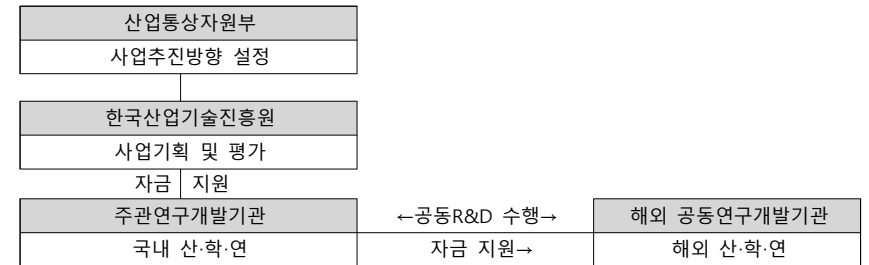 산업통상자원부
사업추진방향 설정
한국산업기술진흥원
사업기획 및 평가
자금 지원
주관연구개발기관 ←공동R&D 수행→ 해외 공동연구개발기관
국내 산·학·연 자금 지원→ 해외 산·학·연